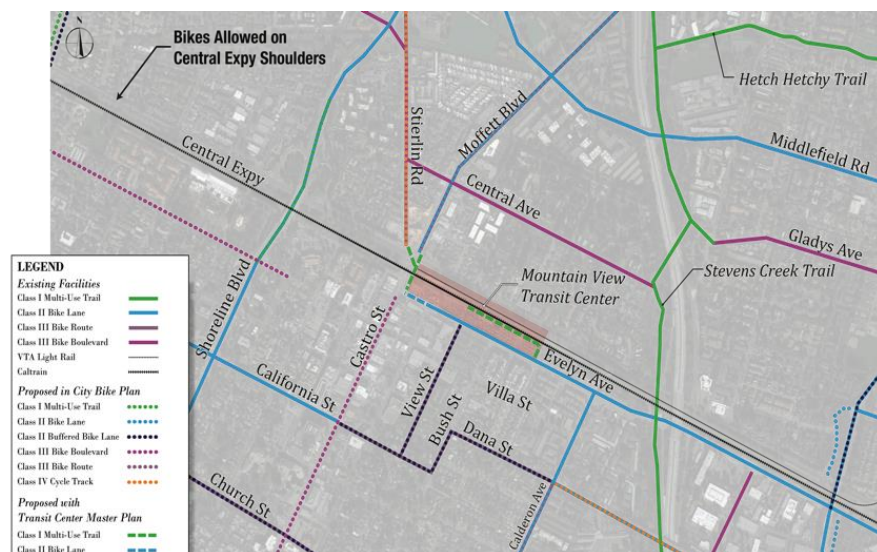 Bikes Allowed on
Central Expy Shoulders
Hetch Hetchy Trail
Stierlin Rd
Moffett Blvd
Middlefield Rd
Central Expy
Central Ave
Gladys Ave
Stevens Creek Trail
Mountain View
Transit Center
Shoreline Blvd
Castro St
Evelyn Ave
View St
California St
Villa St
Bush St
Dana St
Church St
Calderon Ave
LEGEND
Existing Facilities
Class I Multi-Use Trail
Class II Bike Lane
Class III Bike Route
Class III Bike Boulevard
VTA Light Rail
Caltrain
Proposed in City Bike Plan
Class I Multi-Use Trail
Class II Bike Lane
Class II Buffered Bike Lane
Class III Bike Boulevard
Class III Bike Route
Class IV Cycle Track
Proposed with
Transit Center Master Plan
Class I Multi-Use Trail
Class II Bike Lane